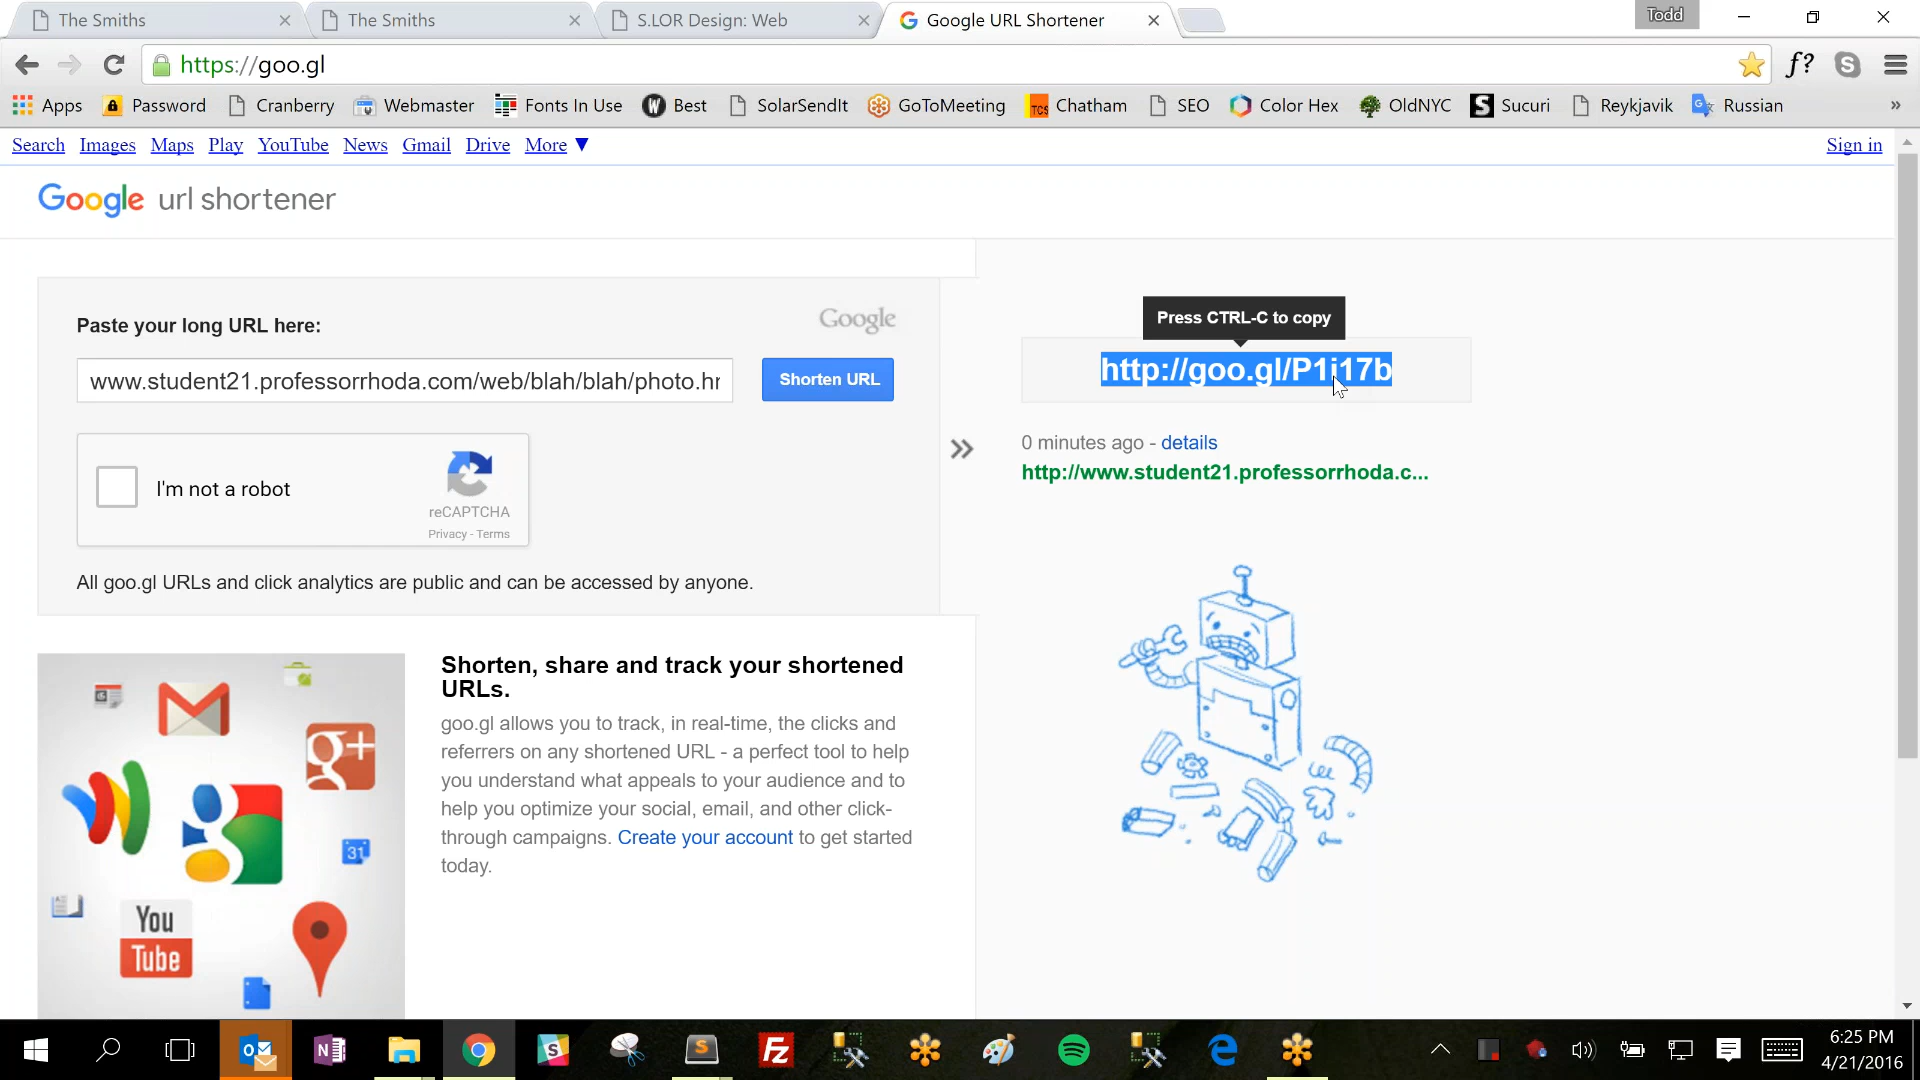 The Smiths
The Smiths
S.LOR Design: Web
Google URL Shortener
Todd
https://goo.gl
f?
Apps
Password
Cranberry
Webmaster
Fonts In Use
Best
SolarSendIt
GoToMeeting
Chatham
SEO
Color Hex
OldNYC
Sucuri
Reykjavik
Russian
»
Search Images Maps Play YouTube News Gmail Drive More ▼
Sign in
Google url shortener
Paste your long URL here:
Google
www.student21.professorrhoda.com/web/blah/blah/photo.hr
Shorten URL
I'm not a robot
reCAPTCHA
Privacy - Terms
All goo.gl URLs and click analytics are public and can be accessed by anyone.
Press CTRL-C to copy
http://goo.gl/P1i17b
0 minutes ago - details
http://www.student21.professorrhoda.c...
Shorten, share and track your shortened
URLs.
goo.gl allows you to track, in real-time, the clicks and
referrers on any shortened URL - a perfect tool to help
you understand what appeals to your audience and to
help you optimize your social, email, and other click-
through campaigns. Create your account to get started
today.
g+
g
31
You
Tube
6:25 PM
4/21/2016